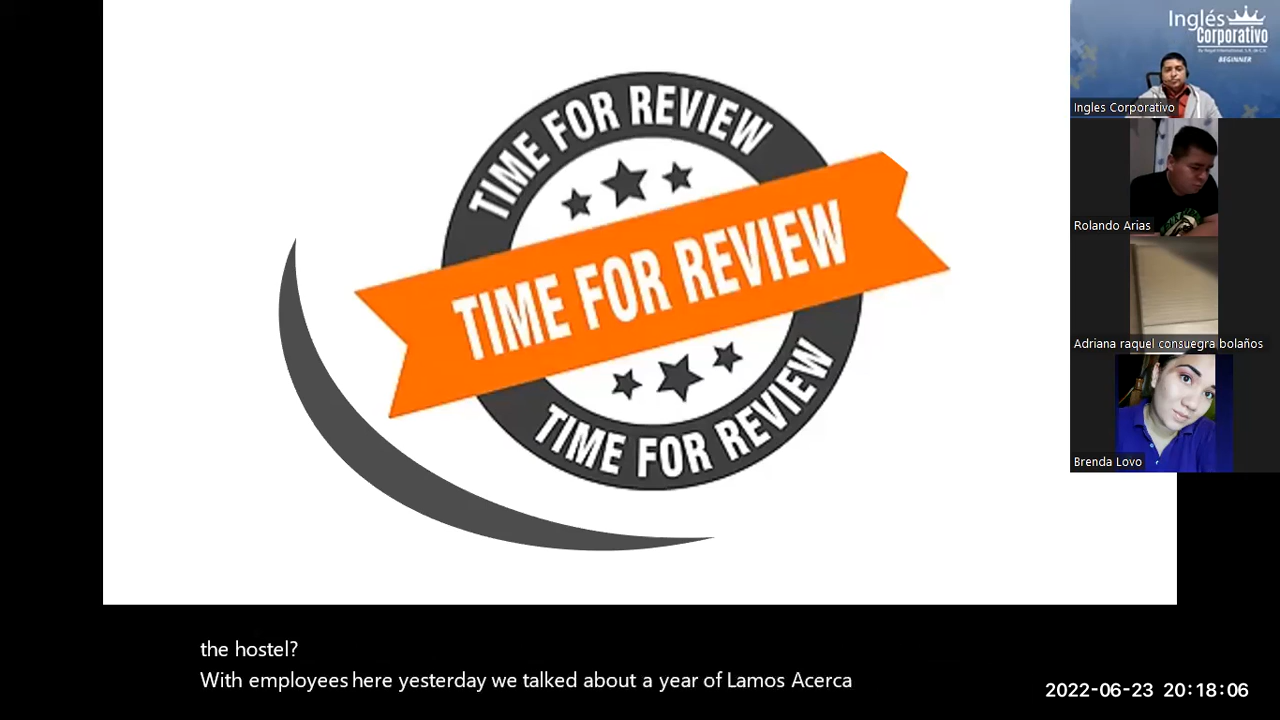 TIME FOR REVIEW
TIME FOR REVIEW
TIME FOR REVIEW
Inglés
Corporativo
BEGINNER
Ingles Corporativo
Rolando Arias
Adriana raquel consuegra bolaños
Brenda Lovo
the hostel?
With employees here yesterday we talked about a year of Lamos Acerca
2022-06-23 20:18:06